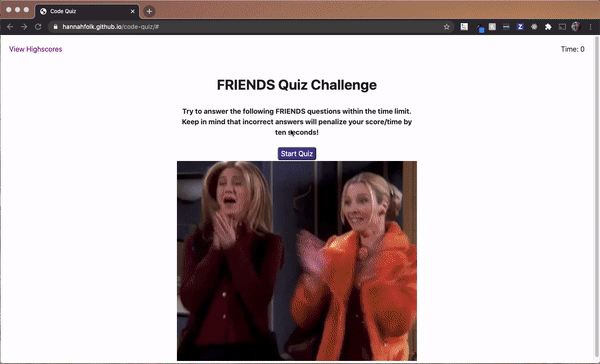 Code Quiz
hannahfolk.github.io/code-quiz/#
View Highscores
Time: 0
FRIENDS Quiz Challenge
Try to answer the following FRIENDS questions within the time limit.
Keep in mind that incorrect answers will penalize your score/time by
ten seconds!
Start Quiz